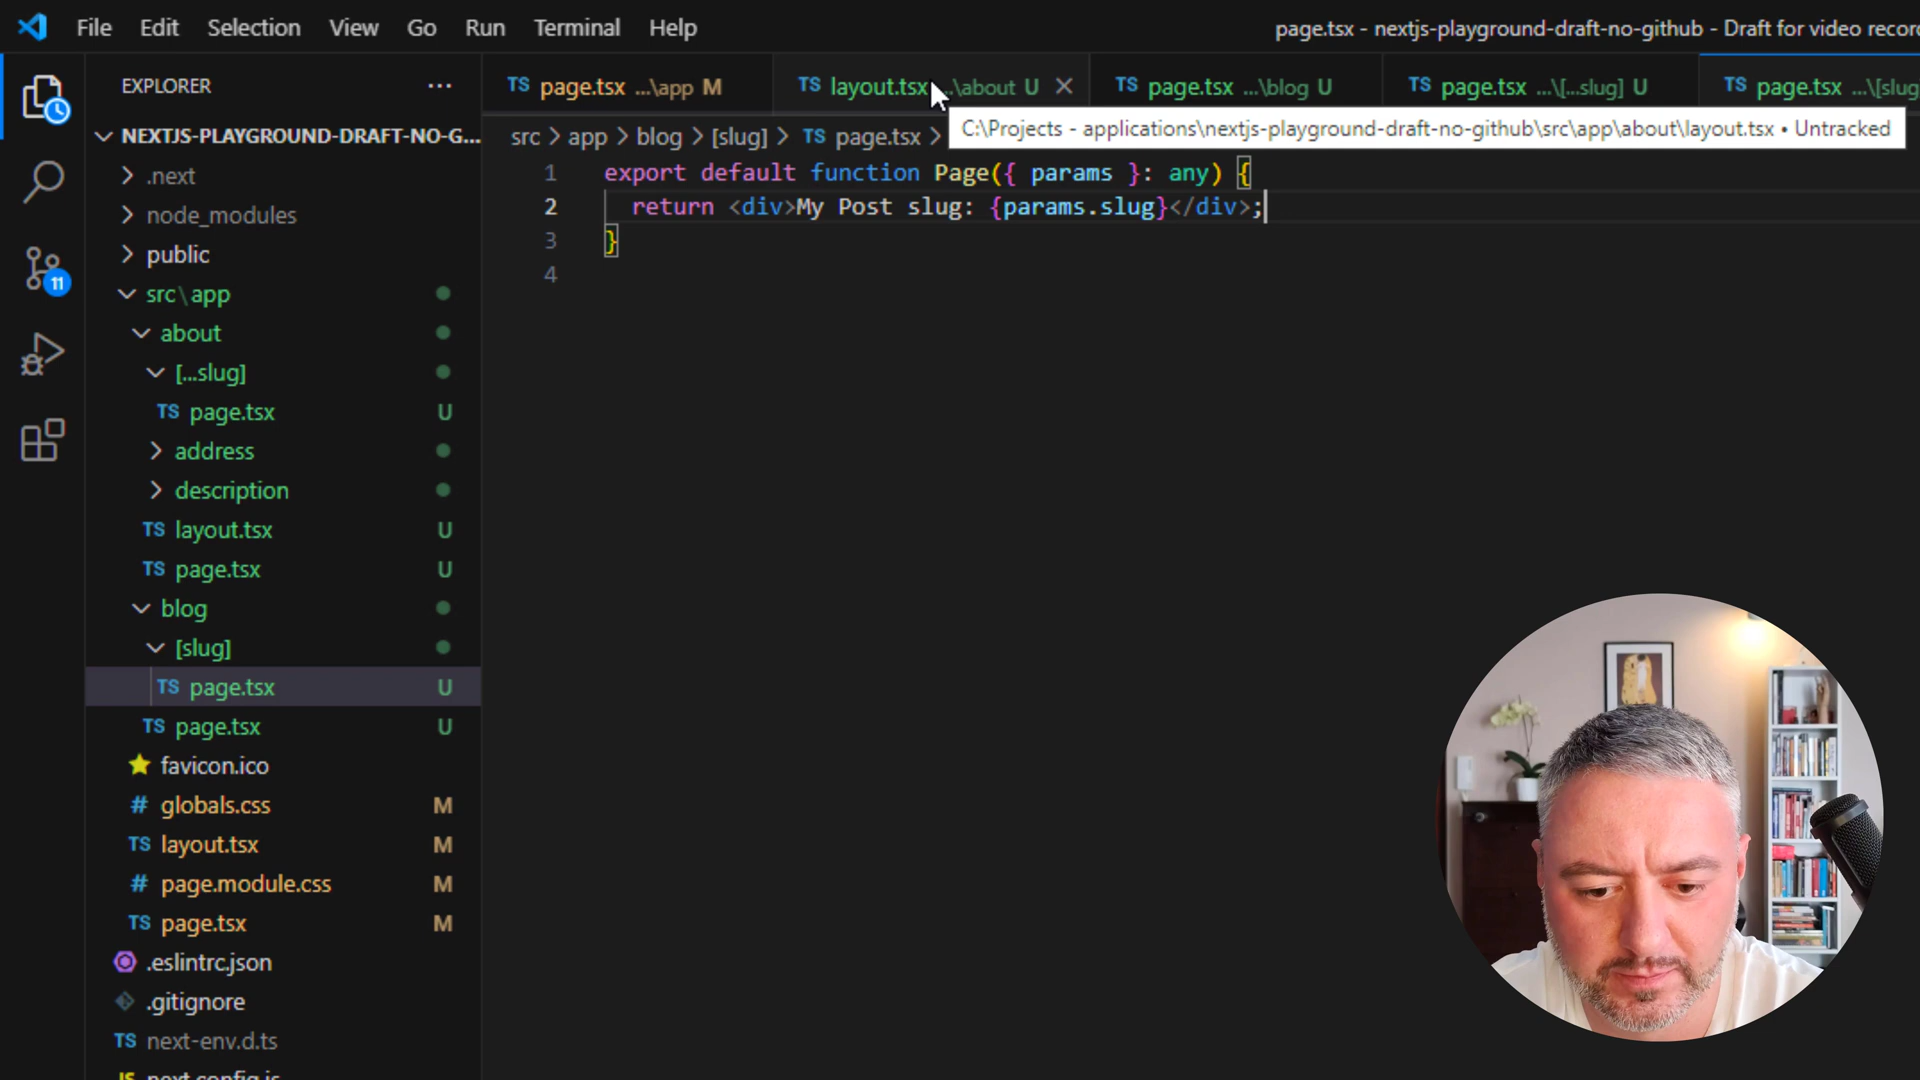 File Edit Selection View Go Run Terminal Help
page.tsx - nextjs-playground-draft-no-github - Draft for video recor
EXPLORER ...
TS page.tsx ...\app M
TS layout.tsx ...\about U
TS page.tsx ...\blog U
TS page.tsx ...\[...slug] U
TS page.tsx ...\[slug
NEXTJS-PLAYGROUND-DRAFT-NO-G...
src > app > blog > [slug] > TS page.tsx >
C:\Projects - applications\nextjs-playground-draft-no-github\src\app\about\layout.tsx • Untracked
1 export default function Page({ params }: any) {
2 return <div>My Post slug: {params.slug}</div>;
3 }
4
11
.next
node_modules
public
src\app
about
[...slug]
TS page.tsx U
address
description
TS layout.tsx U
TS page.tsx U
blog
[slug]
TS page.tsx U
TS page.tsx U
favicon.ico
# globals.css M
TS layout.tsx M
# page.module.css M
TS page.tsx M
.eslintrc.json
.gitignore
TS next-env.d.ts
JS next.config.js